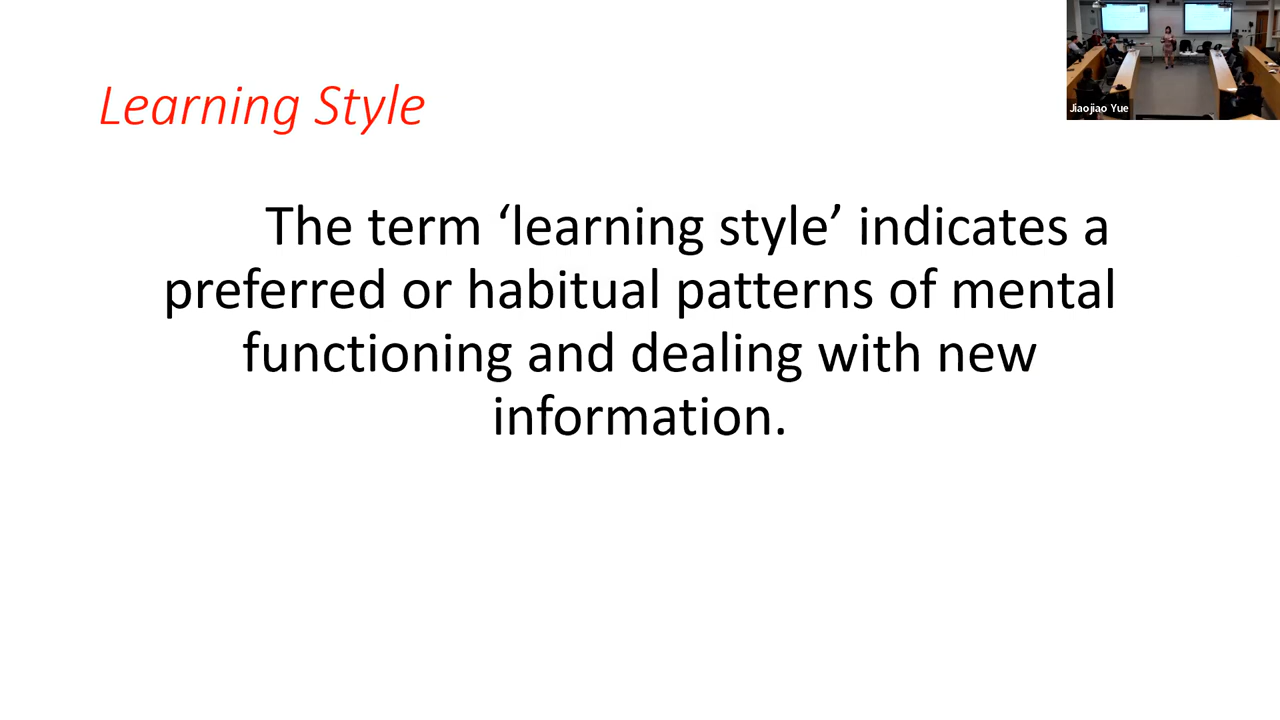 Learning Style
Jiaojiao Yue
The term ‘learning style’ indicates a
preferred or habitual patterns of mental
functioning and dealing with new
information.